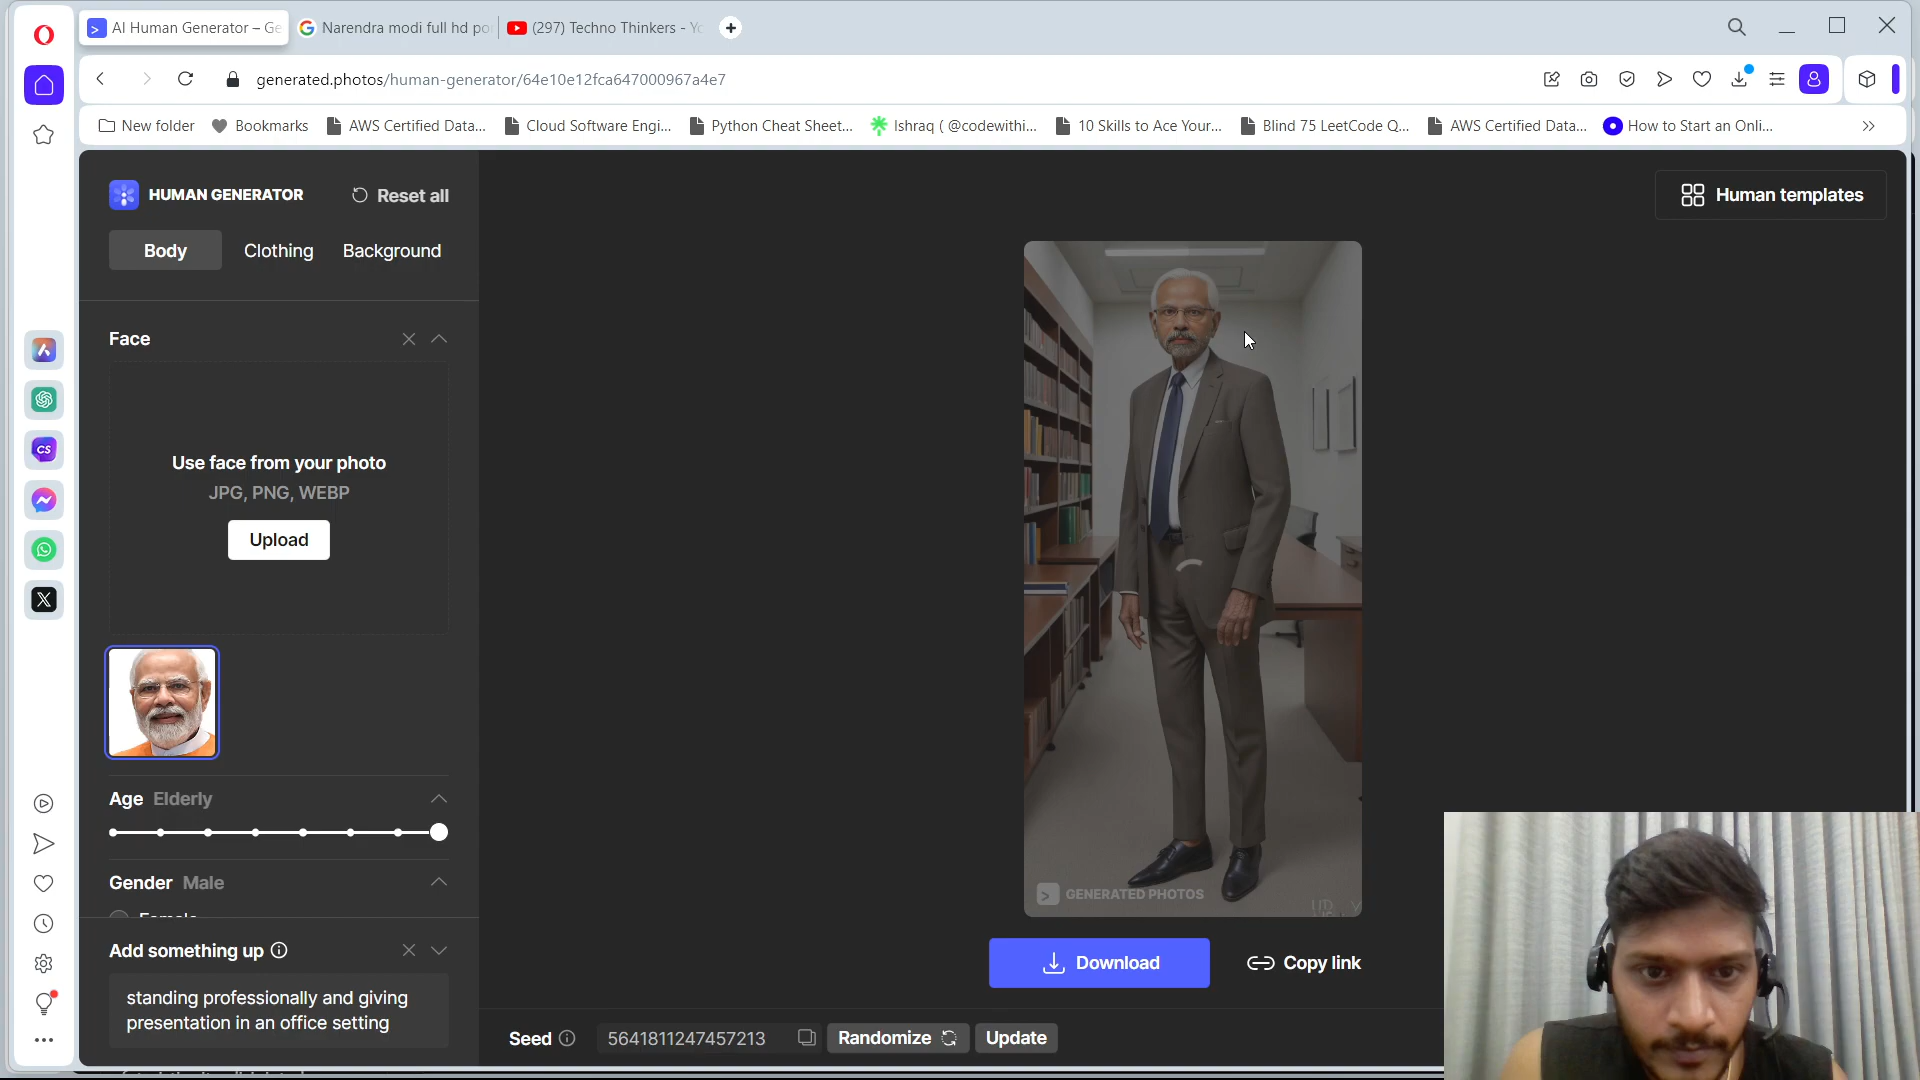 AI Human Generator – Ge
Narendra modi full hd po
(297) Techno Thinkers - Yo
generated.photos/human-generator/64e10e12fca647000967a4e7
New folder
Bookmarks
AWS Certified Data...
Cloud Software Engi...
Python Cheat Sheet...
Ishraq ( @codewithi...
10 Skills to Ace Your...
Blind 75 LeetCode Q...
AWS Certified Data...
How to Start an Onli...
HUMAN GENERATOR
Reset all
Human templates
Body
Clothing
Background
Face
Use face from your photo
JPG, PNG, WEBP
Upload
CS
Age Elderly
Gender Male
Female
GENERATED PHOTOS
Add something up
standing professionally and giving
presentation in an office setting
Download
Copy link
Seed
5641811247457213
Randomize
Update